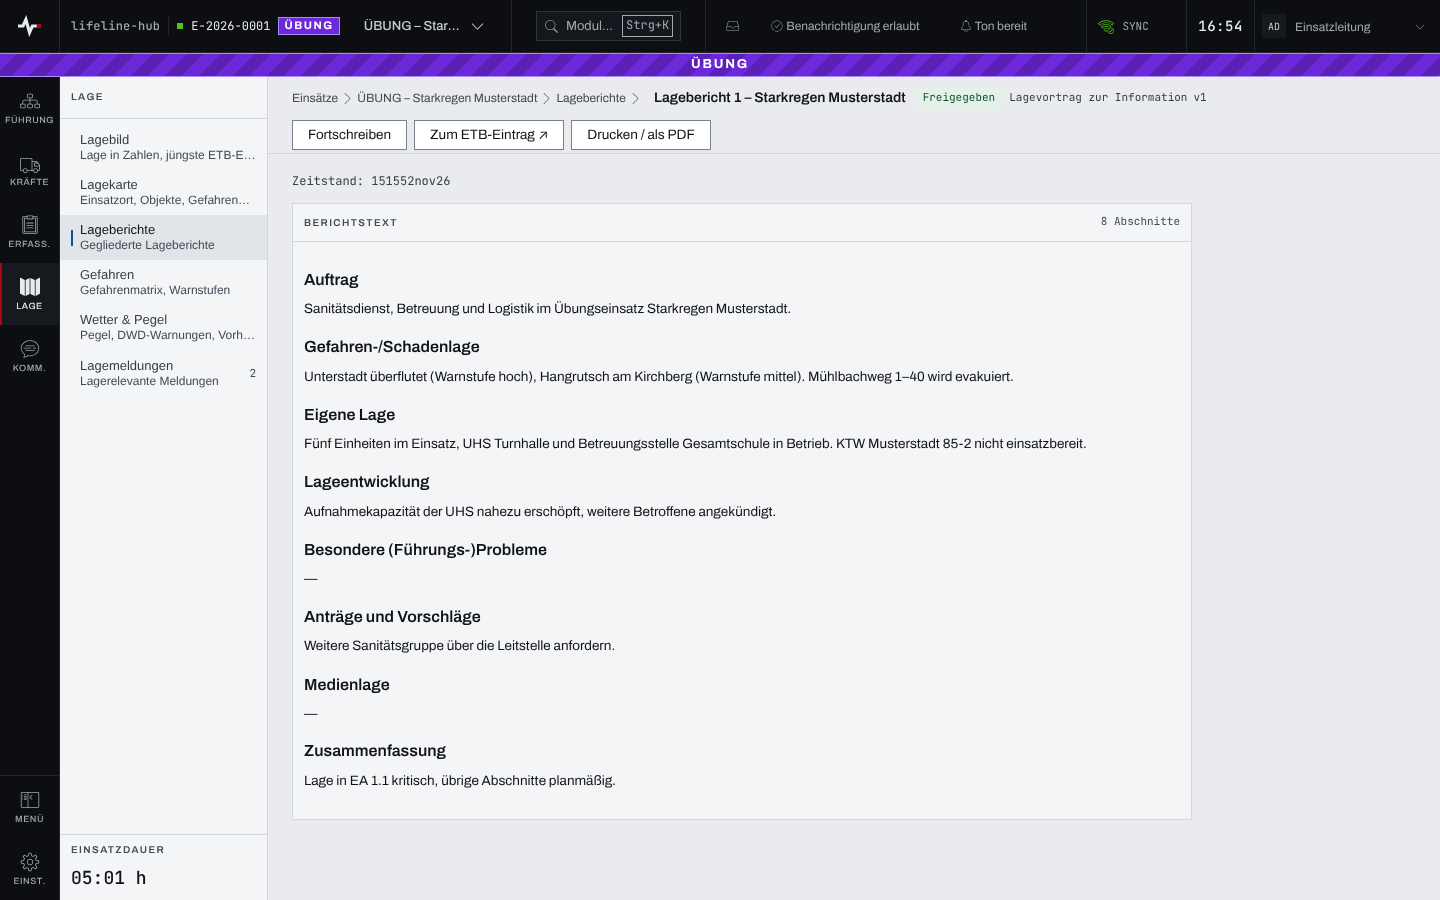 lifeline-hub E-2026-0001 ÜBUNG ÜBUNG – Star... Modul... Strg+K Benachrichtigung erlaubt Ton bereit SYNC 16:54 AD Einsatzleitung
ÜBUNG
FÜHRUNG
KRÄFTE
ERFASS.
LAGE
KOMM.
MENÜ
EINST.
LAGE
Lagebild
Lage in Zahlen, jüngste ETB-E...
Lagekarte
Einsatzort, Objekte, Gefahren...
Lageberichte
Gegliederte Lageberichte
Gefahren
Gefahrenmatrix, Warnstufen
Wetter & Pegel
Pegel, DWD-Warnungen, Vorh...
Lagemeldungen
Lagerelevante Meldungen 2
EINSATZDAUER
05:01 h
Einsätze ÜBUNG – Starkregen Musterstadt Lageberichte Lagebericht 1 – Starkregen Musterstadt Freigegeben Lagevortrag zur Information v1
Fortschreiben Zum ETB-Eintrag ↗ Drucken / als PDF
Zeitstand: 151552nov26
BERICHTSTEXT 8 Abschnitte
Auftrag
Sanitätsdienst, Betreuung und Logistik im Übungseinsatz Starkregen Musterstadt.
Gefahren-/Schadenlage
Unterstadt überflutet (Warnstufe hoch), Hangrutsch am Kirchberg (Warnstufe mittel). Mühlbachweg 1–40 wird evakuiert.
Eigene Lage
Fünf Einheiten im Einsatz, UHS Turnhalle und Betreuungsstelle Gesamtschule in Betrieb. KTW Musterstadt 85-2 nicht einsatzbereit.
Lageentwicklung
Aufnahmekapazität der UHS nahezu erschöpft, weitere Betroffene angekündigt.
Besondere (Führungs-)Probleme
—
Anträge und Vorschläge
Weitere Sanitätsgruppe über die Leitstelle anfordern.
Medienlage
—
Zusammenfassung
Lage in EA 1.1 kritisch, übrige Abschnitte planmäßig.